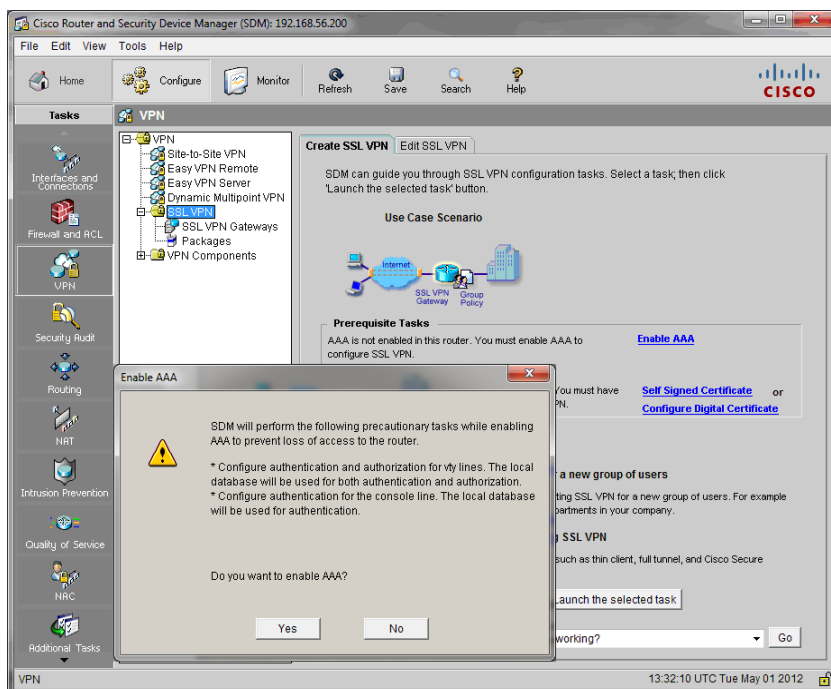 Cisco Router and Security Device Manager (SDM): 192.168.56.200
File Edit View Tools Help
Home
Configure
Monitor
Refresh
Save
Search
Help
CISCO
Tasks
VPN
Interfaces and
Connections
Firewall and ACL
VPN
Security Audit
Routing
NAT
Intrusion Prevention
Quality of Service
NAC
Additional Tasks
VPN
Site-to-Site VPN
Easy VPN Remote
Easy VPN Server
Dynamic Multipoint VPN
SSL VPN
SSL VPN Gateways
Packages
VPN Components
Create SSL VPN
Edit SSL VPN
SDM can guide you through SSL VPN configuration tasks. Select a task; then click
'Launch the selected task' button.
Use Case Scenario
Internet
SSL VPN
Gateway
Group
Policy
Prerequisite Tasks
AAA is not enabled in this router. You must enable AAA to
configure SSL VPN.
Enable AAA
You must have
PN.
Self Signed Certificate or
Configure Digital Certificate
a new group of users
ting SSL VPN for a new group of users. For example
partments in your company.
SSL VPN
such as thin client, full tunnel, and Cisco Secure
Launch the selected task
working?
Go
Enable AAA
SDM will perform the following precautionary tasks while enabling
AAA to prevent loss of access to the router.
* Configure authentication and authorization for vty lines. The local
database will be used for both authentication and authorization.
* Configure authentication for the console line. The local database
will be used for authentication.
Do you want to enable AAA?
Yes
No
VPN
13:32:10 UTC Tue May 01 2012